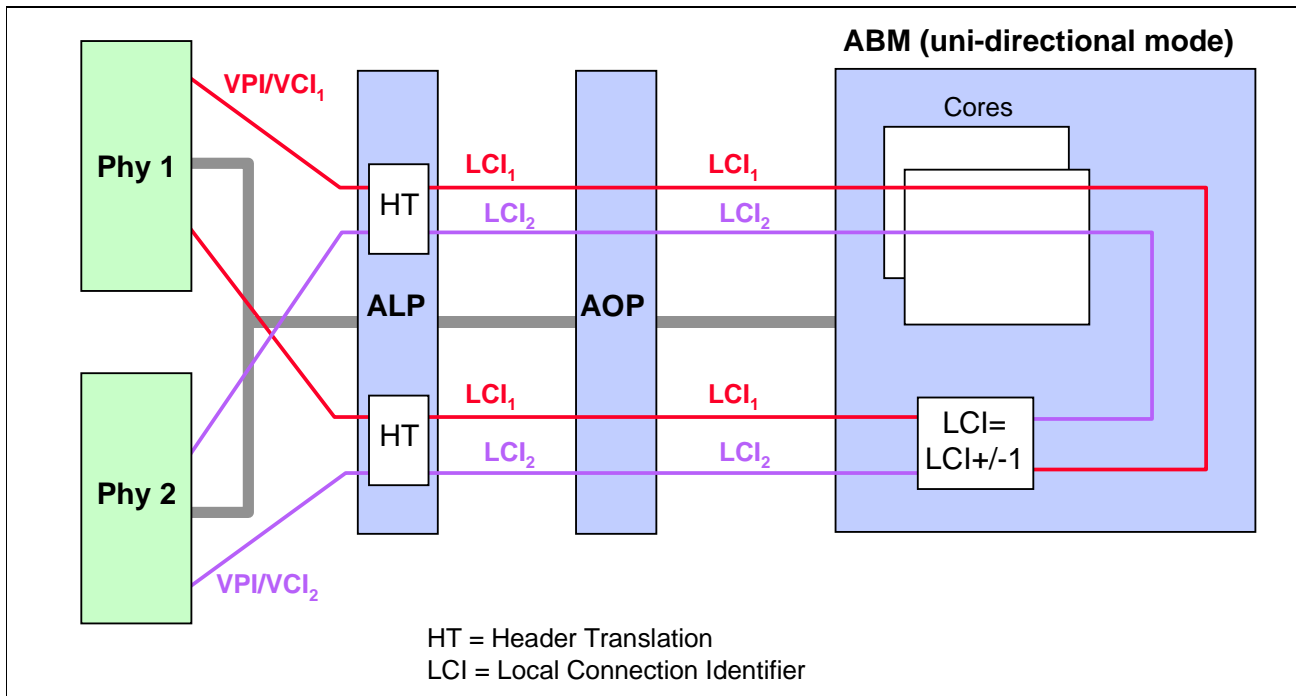 ABM (uni-directional mode)
VPI/VCI₁
Cores
Phy 1
LCI₁
LCI₁
HT
LCI₂
LCI₂
ALP
AOP
LCI₁
LCI₁
HT
LCI=
LCI+/-1
LCI₂
LCI₂
Phy 2
VPI/VCI₂
HT = Header Translation
LCI = Local Connection Identifier